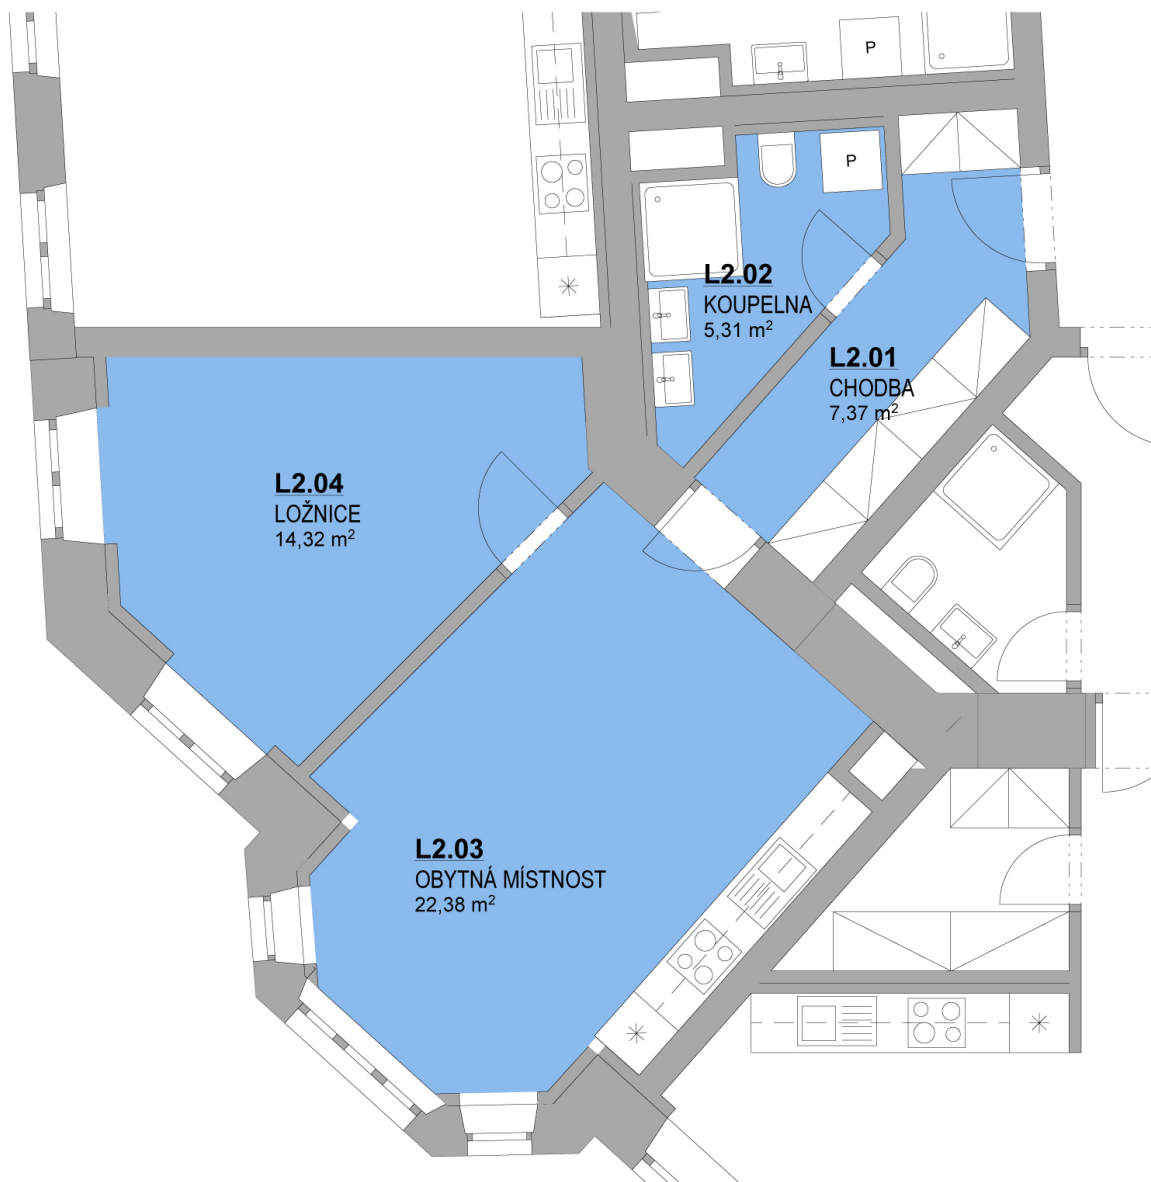 P
P
L2.02
KOUPELNA
5,31 m²
L2.01
CHODBA
7,37 m²
L2.04
LOŽNICE
14,32 m²
L2.03
OBYTNÁ MÍSTNOST
22,38 m²